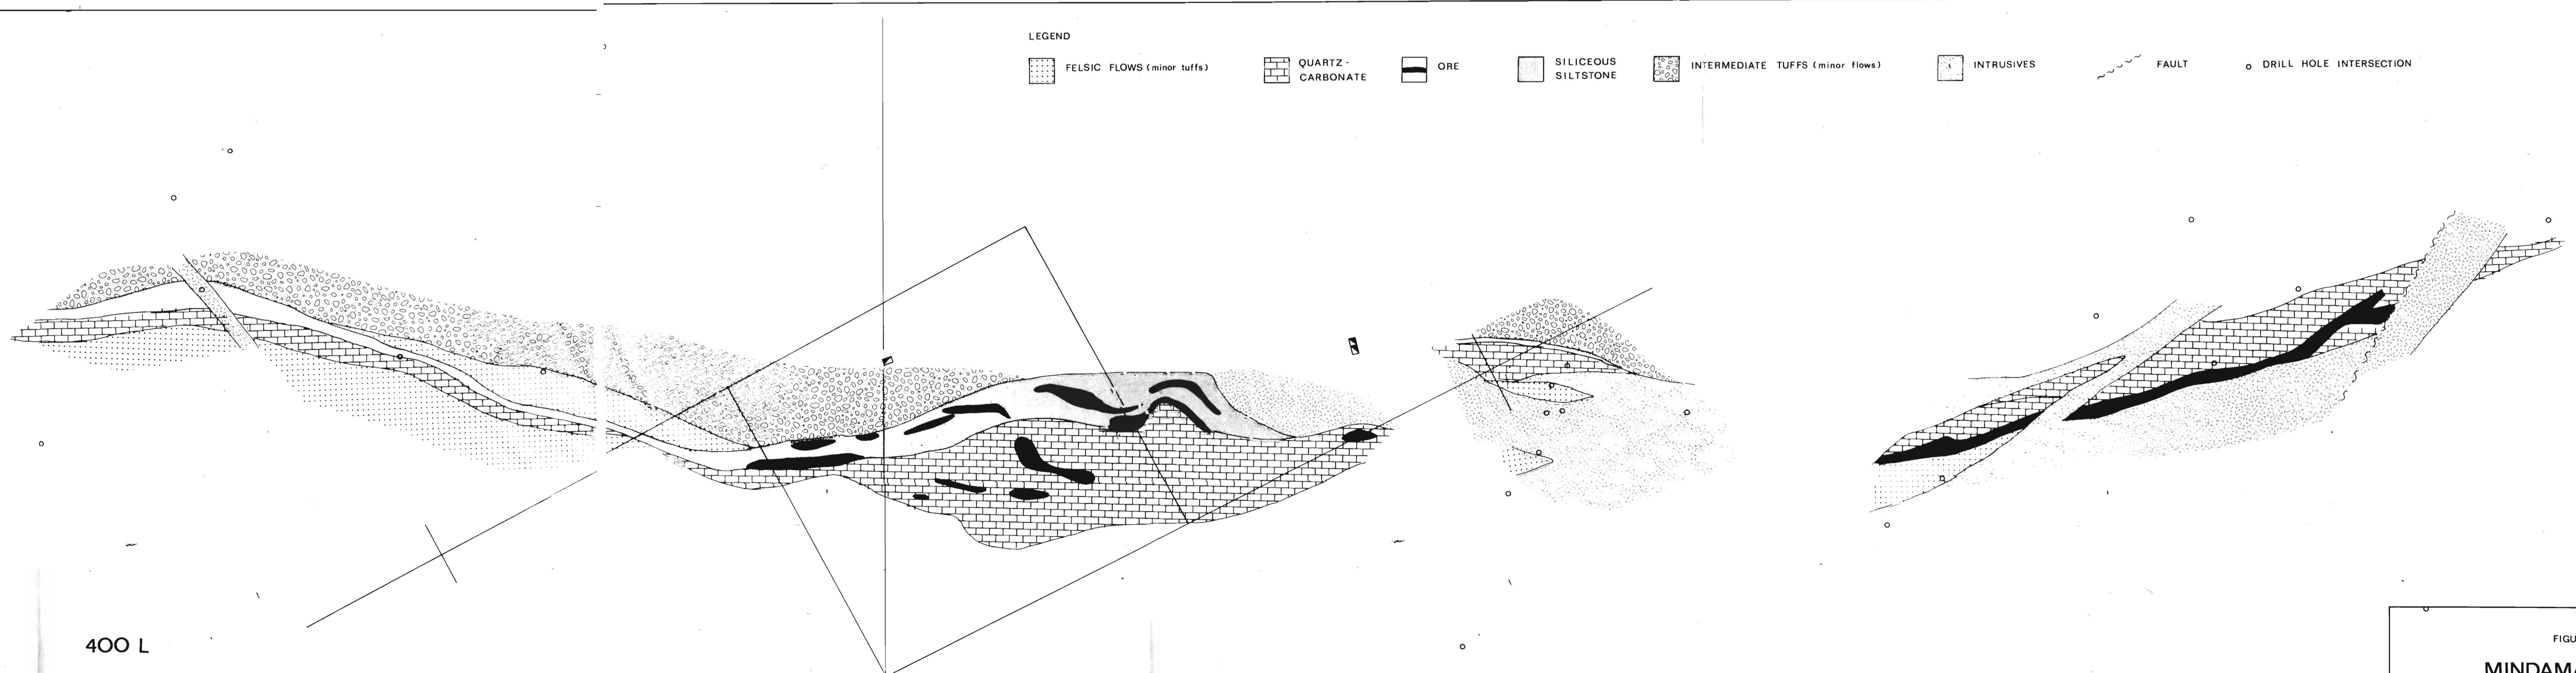 LEGEND
FELSIC FLOWS (minor tuffs)
QUARTZ-
CARBONATE
ORE
SILICEOUS
SILTSTONE
INTERMEDIATE TUFFS (minor flows)
INTRUSIVES
FAULT
DRILL HOLE INTERSECTION
400 L
FIGU
MINDAMA